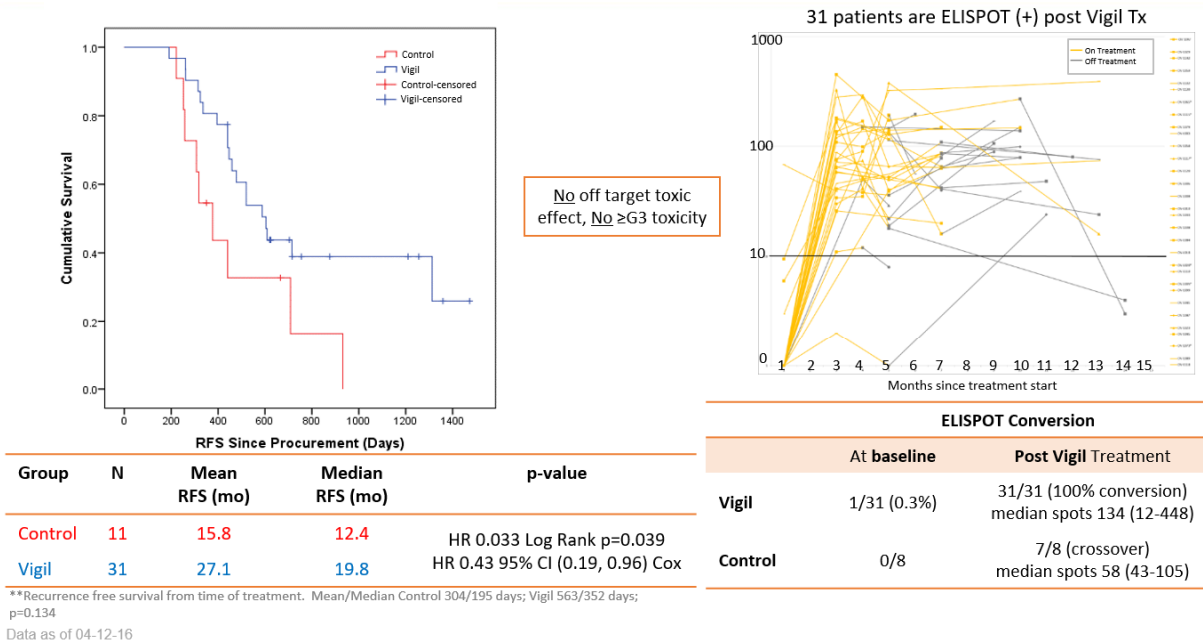 31 patients are ELISPOT (+) post Vigil Tx
1.0
0.8
0.6
0.4
0.2
0.0
Cumulative Survival
Control
Vigil
Control-censored
Vigil-censored
0 200 400 600 800 1000 1200 1400
RFS Since Procurement (Days)
No off target toxic
effect, No ≥G3 toxicity
1000
100
10
0
On Treatment
Off Treatment
1 2 3 4 5 6 7 8 9 10 11 12 13 14 15
Months since treatment start
Group N Mean RFS (mo) Median RFS (mo) p-value
Control 11 15.8 12.4
Vigil 31 27.1 19.8
HR 0.033 Log Rank p=0.039
HR 0.43 95% CI (0.19, 0.96) Cox
**Recurrence free survival from time of treatment. Mean/Median Control 304/195 days; Vigil 563/352 days;
p=0.134
Data as of 04-12-16
ELISPOT Conversion
At baseline Post Vigil Treatment
Vigil 1/31 (0.3%) 31/31 (100% conversion)
median spots 134 (12-448)
Control 0/8 7/8 (crossover)
median spots 58 (43-105)